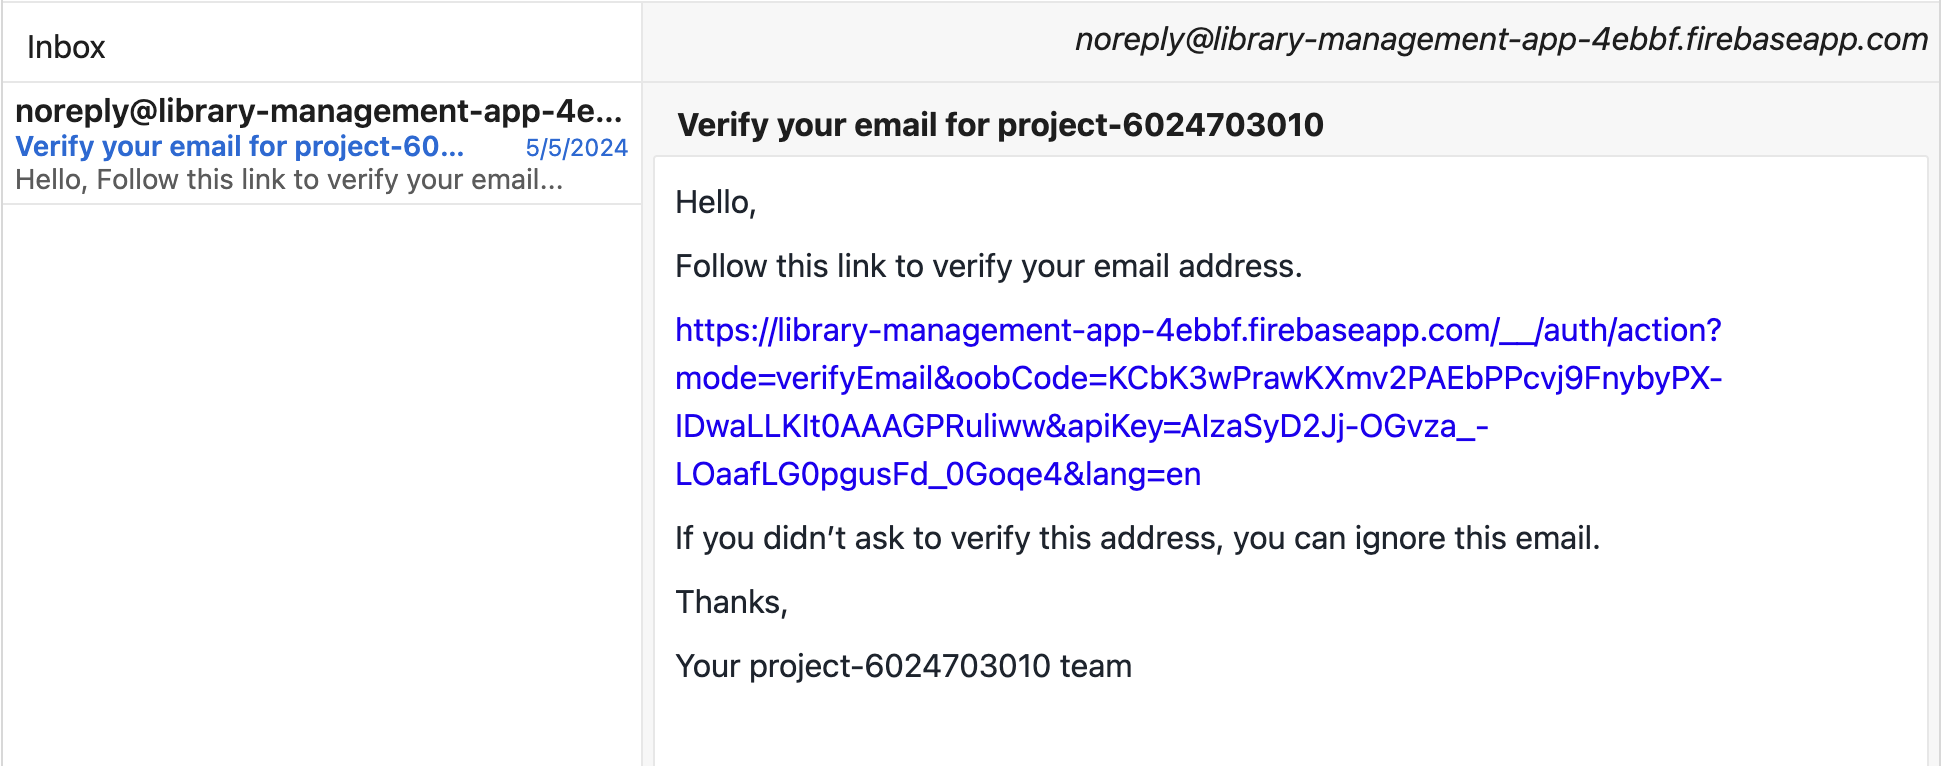 Inbox
noreply@library-management-app-4e...
Verify your email for project-60... 5/5/2024
Hello, Follow this link to verify your email...
noreply@library-management-app-4ebbf.firebaseapp.com
Verify your email for project-6024703010
Hello,
Follow this link to verify your email address.
https://library-management-app-4ebbf.firebaseapp.com/__/auth/action?
mode=verifyEmail&oobCode=KCbK3wPrawKXmv2PAEbPPcvj9FnybyPX-
IDwaLLKIt0AAAGPRuliww&apiKey=AIzaSyD2Jj-OGvza_-
LOaafLG0pgusFd_0Goqe4&lang=en
If you didn’t ask to verify this address, you can ignore this email.
Thanks,
Your project-6024703010 team